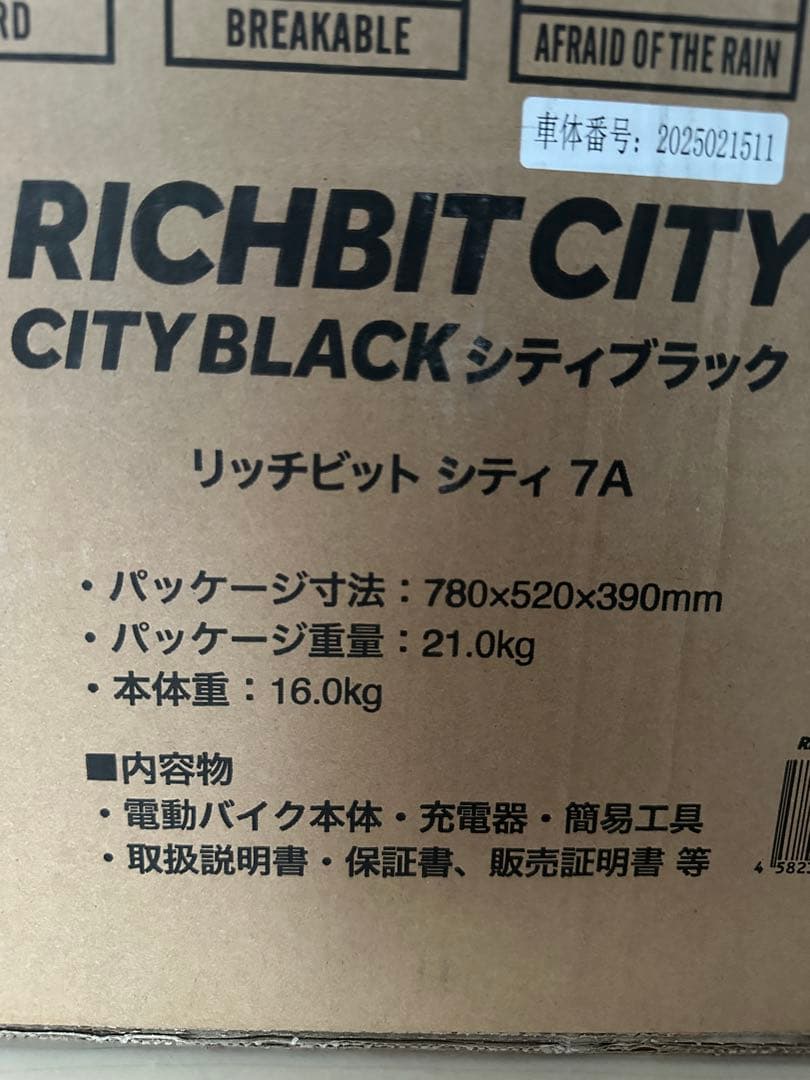 RD
BREAKABLE
AFRAID OF THE RAIN
車体番号: 2025021511
RICHBIT CITY
CITY BLACK シティブラック
リッチビット シティ 7A
・パッケージ寸法：780×520×390mm
・パッケージ重量：21.0kg
・本体重：16.0kg
■内容物
・電動バイク本体・充電器・簡易工具
・取扱説明書・保証書、販売証明書 等
4 582